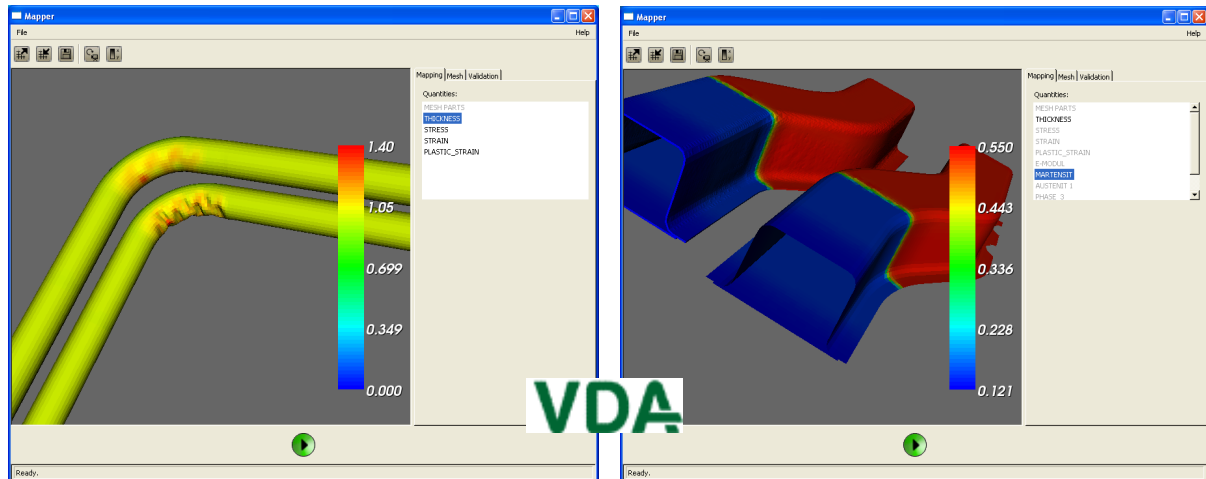 Mapper
File
Help
Mapping
Mesh
Validation
Quantities:
MESH PARTS
THICKNESS
STRESS
STRAIN
PLASTIC_STRAIN
1.40
1.05
0.699
0.349
0.000
Ready.
Mapper
File
Help
Mapping
Mesh
Validation
Quantities:
MESH PARTS
THICKNESS
STRESS
STRAIN
PLASTIC_STRAIN
E-MODUL
MARTENSIT
AUSTENIT 1
PHASE 3
0.550
0.443
0.336
0.228
0.121
Ready.
VDA